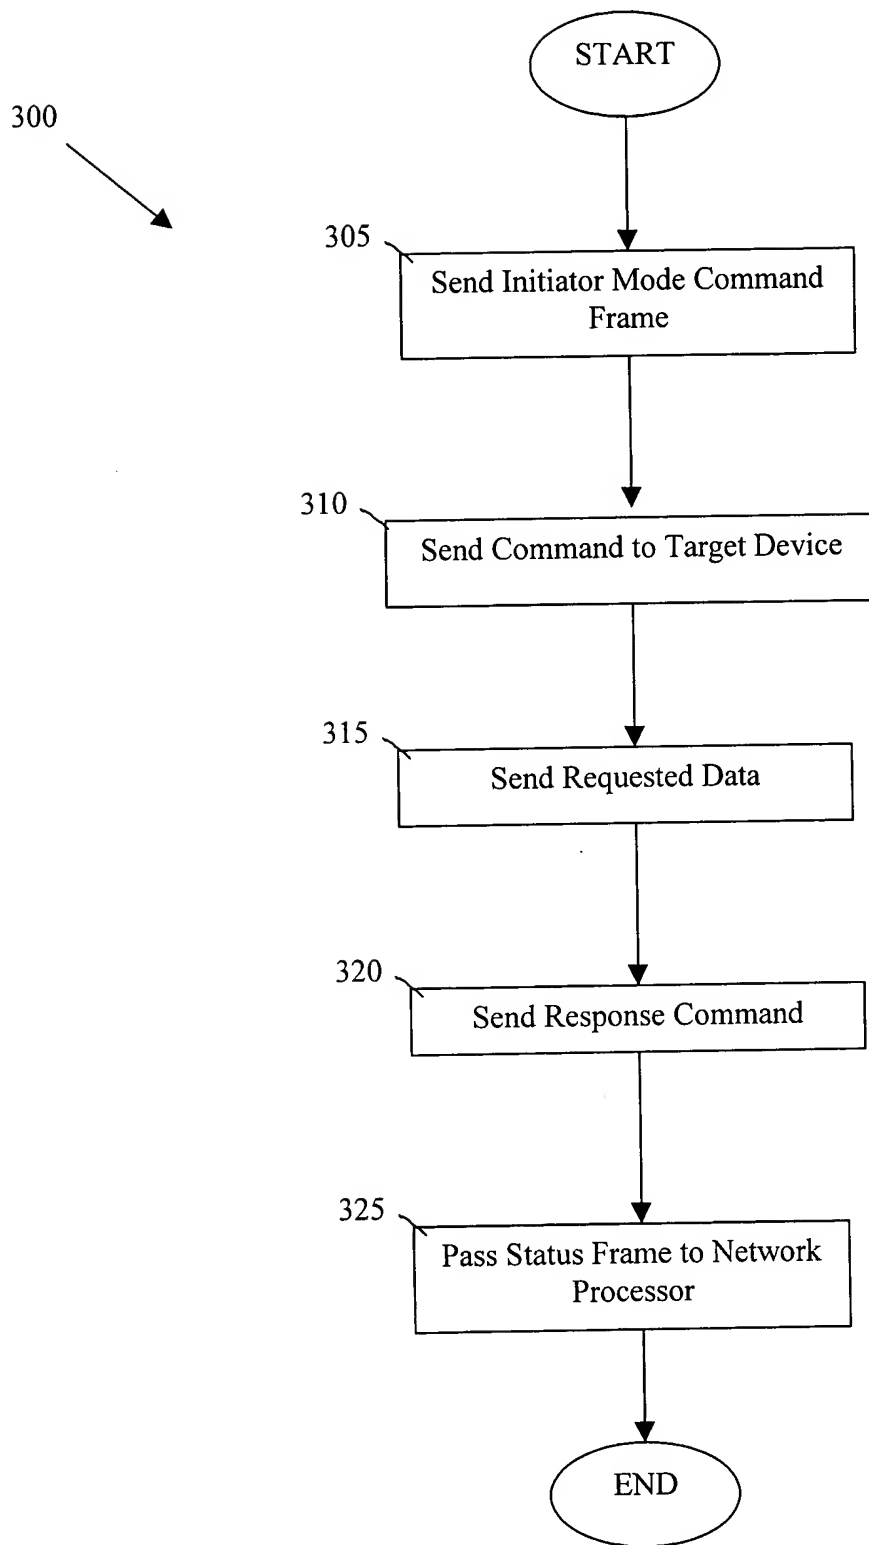 START
300
305
Send Initiator Mode Command
Frame
310
Send Command to Target Device
315
Send Requested Data
320
Send Response Command
325
Pass Status Frame to Network
Processor
END